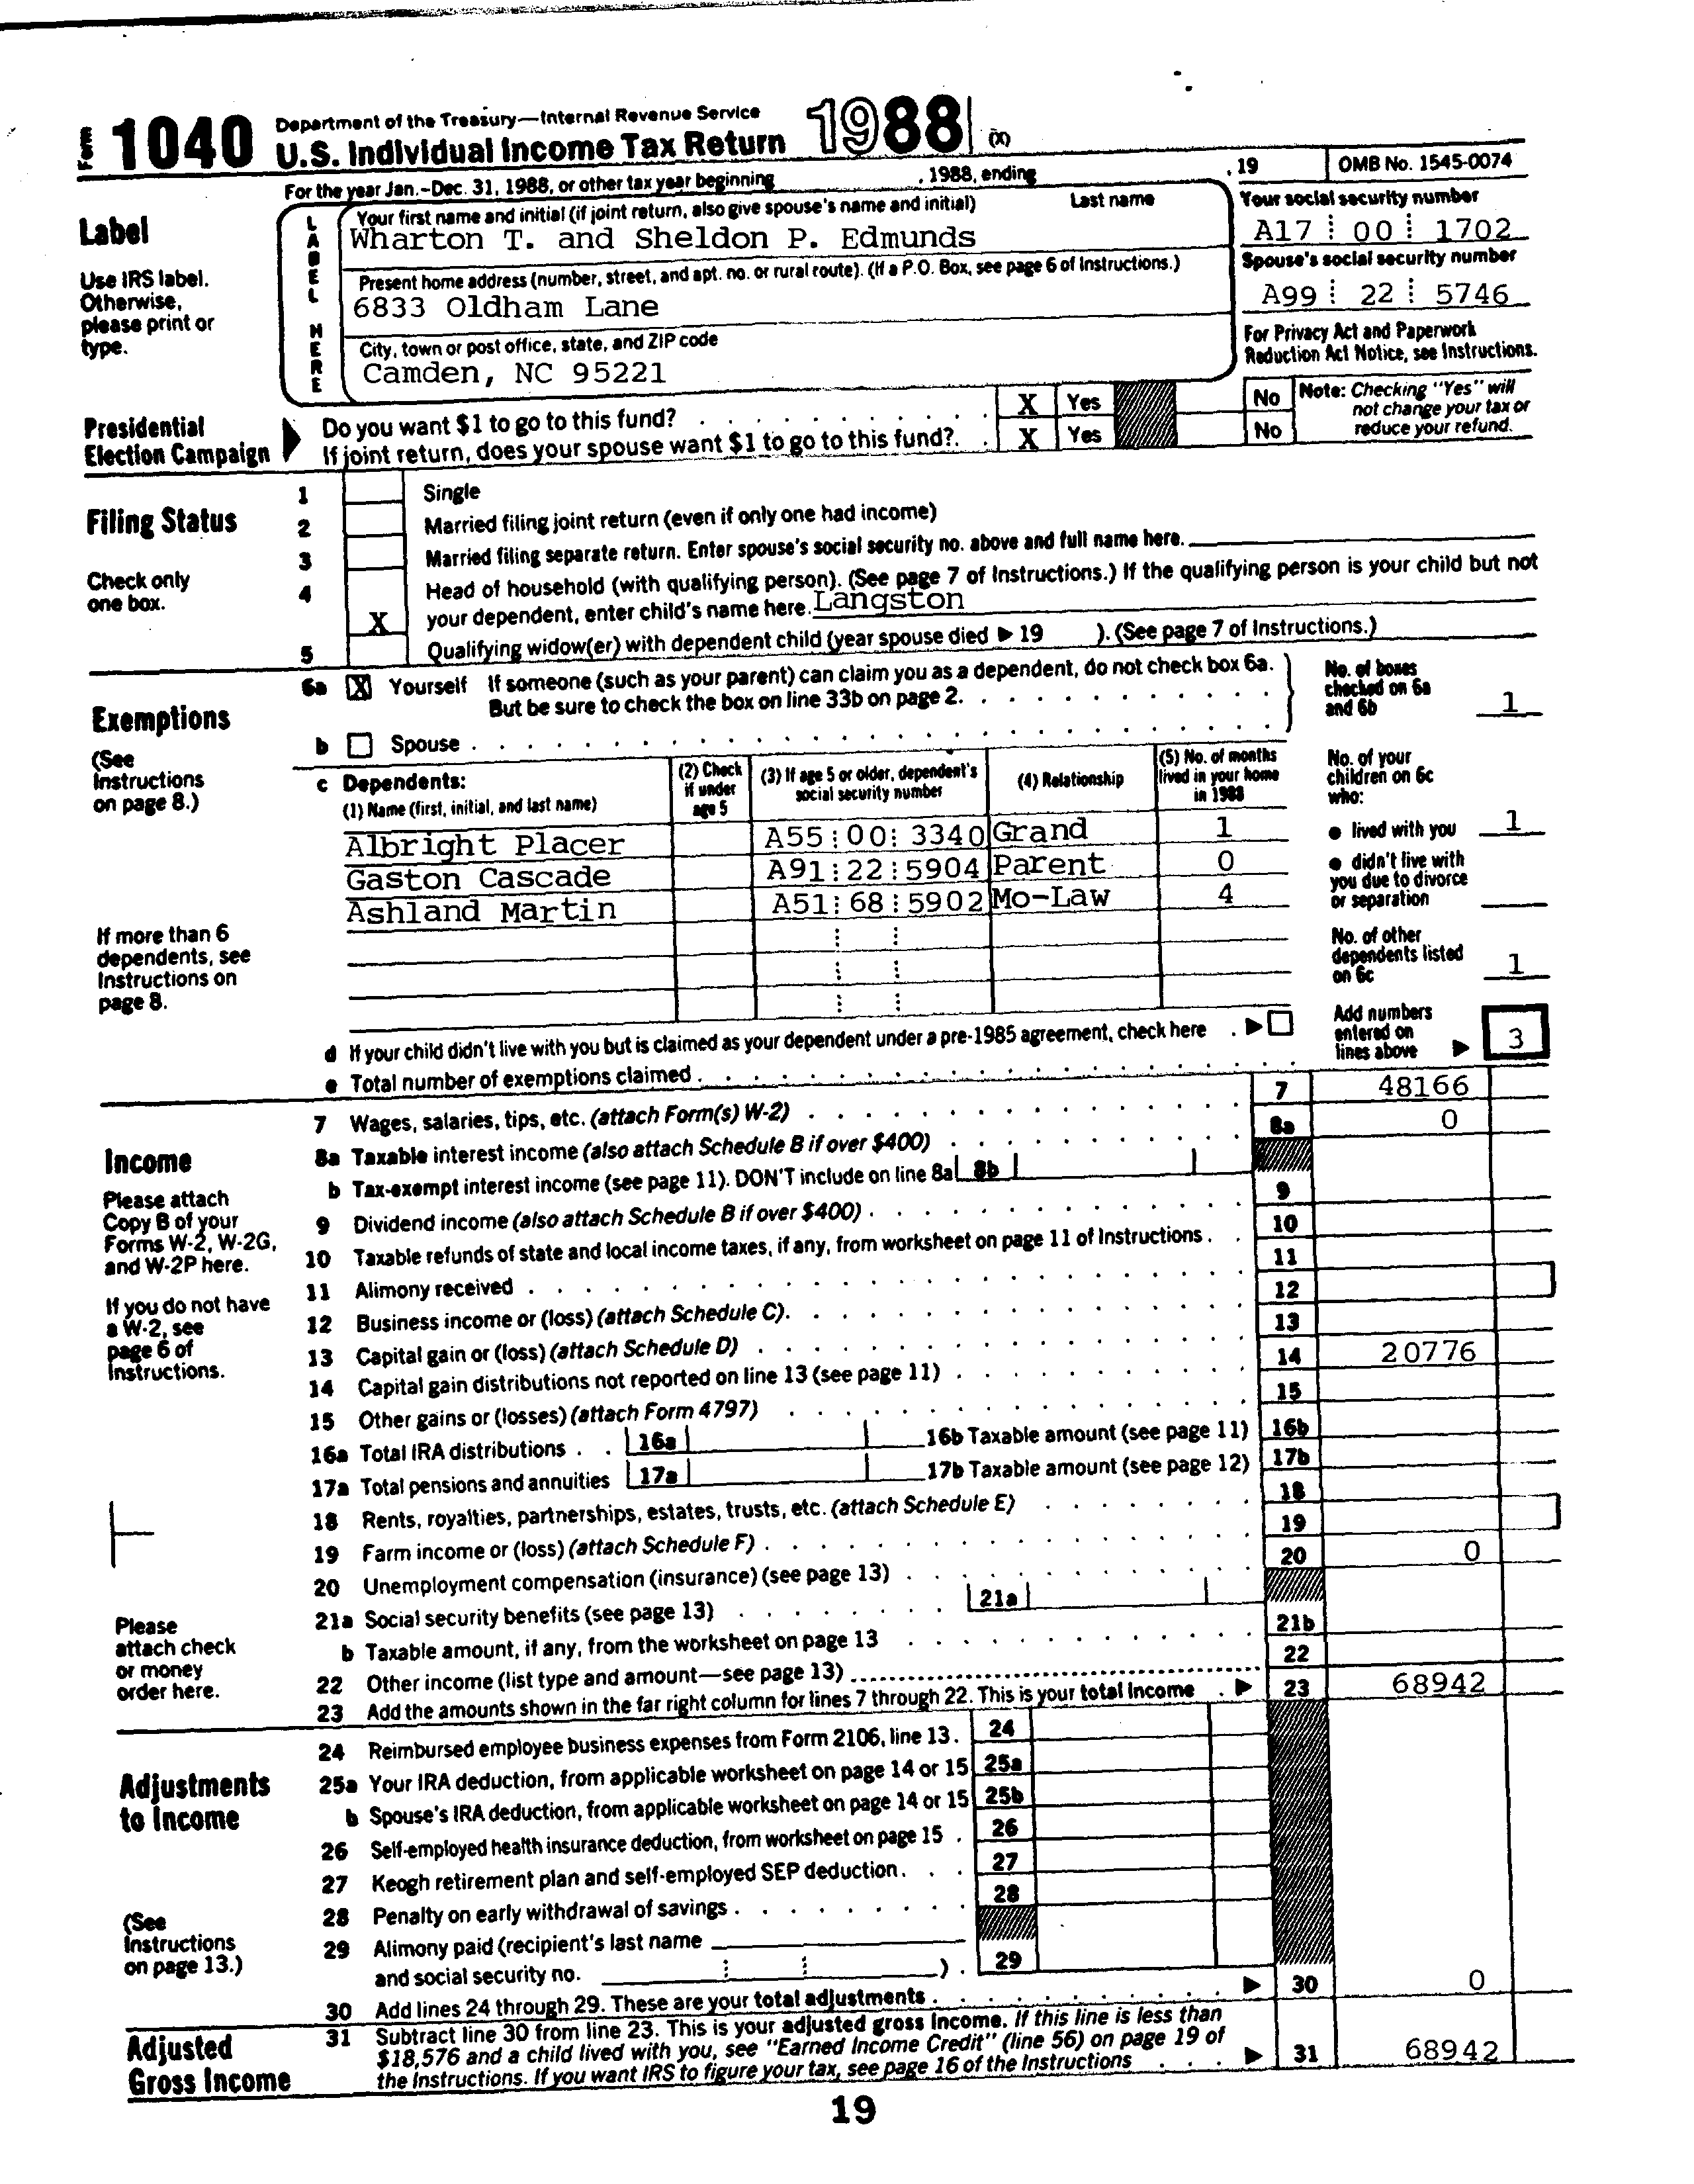 Form 1040 Department of the Treasury—Internal Revenue Service
U.S. Individual Income Tax Return 1988 (X)
For the year Jan.-Dec. 31, 1988, or other tax year beginning , 1988, ending , 19 OMB No. 1545-0074
Label
Use IRS label.
Otherwise,
please print or
type.
LABEL HERE
Your first name and initial (if joint return, also give spouse's name and initial) Last name
Wharton T. and Sheldon P. Edmunds
Present home address (number, street, and apt. no. or rural route). (If a P.O. Box, see page 6 of Instructions.)
6833 Oldham Lane
City, town or post office, state, and ZIP code
Camden, NC 95221
Your social security number
A17 00 1702
Spouse's social security number
A99 22 5746
For Privacy Act and Paperwork
Reduction Act Notice, see Instructions.
Presidential
Election Campaign
Do you want $1 to go to this fund? X Yes No
If joint return, does your spouse want $1 to go to this fund? X Yes No
Note: Checking "Yes" will
not change your tax or
reduce your refund.
Filing Status
Check only
one box.
1 Single
2 Married filing joint return (even if only one had income)
3 Married filing separate return. Enter spouse's social security no. above and full name here.
4 Head of household (with qualifying person). (See page 7 of Instructions.) If the qualifying person is your child but not
X your dependent, enter child's name here. Langston
5 Qualifying widow(er) with dependent child (year spouse died ▶ 19 ). (See page 7 of Instructions.)
Exemptions
(See
Instructions
on page 8.)
If more than 6
dependents, see
Instructions on
page 8.
6a X Yourself If someone (such as your parent) can claim you as a dependent, do not check box 6a.
But be sure to check the box on line 33b on page 2.
b Spouse
No. of boxes
checked on 6a
and 6b 1
c Dependents:
(1) Name (first, initial, and last name)
(2) Check
if under
age 5
(3) If age 5 or older, dependent's
social security number
(4) Relationship
(5) No. of months
lived in your home
in 1988
Albright Placer A55 00 3340 Grand 1
Gaston Cascade A91 22 5904 Parent 0
Ashland Martin A51 68 5902 Mo-Law 4
No. of your
children on 6c
who:
● lived with you 1
● didn't live with
you due to divorce
or separation
No. of other
dependents listed
on 6c 1
Add numbers
entered on
lines above ▶ 3
d If your child didn't live with you but is claimed as your dependent under a pre-1985 agreement, check here ▶
e Total number of exemptions claimed
Income
Please attach
Copy B of your
Forms W-2, W-2G,
and W-2P here.
If you do not have
a W-2, see
page 6 of
Instructions.
Please
attach check
or money
order here.
7 Wages, salaries, tips, etc. (attach Form(s) W-2) 7 48166
8a Taxable interest income (also attach Schedule B if over $400) 8a 0
b Tax-exempt interest income (see page 11). DON'T include on line 8a 8b
9 Dividend income (also attach Schedule B if over $400) 9
10 Taxable refunds of state and local income taxes, if any, from worksheet on page 11 of Instructions 10
11 Alimony received 11
12 Business income or (loss) (attach Schedule C) 12
13 Capital gain or (loss) (attach Schedule D) 13
14 Capital gain distributions not reported on line 13 (see page 11) 14 20776
15 Other gains or (losses) (attach Form 4797) 15
16a Total IRA distributions 16a 16b Taxable amount (see page 11) 16b
17a Total pensions and annuities 17a 17b Taxable amount (see page 12) 17b
18 Rents, royalties, partnerships, estates, trusts, etc. (attach Schedule E) 18
19 Farm income or (loss) (attach Schedule F) 19
20 Unemployment compensation (insurance) (see page 13) 20 0
21a Social security benefits (see page 13) 21a
b Taxable amount, if any, from the worksheet on page 13 21b
22 Other income (list type and amount—see page 13) 22
23 Add the amounts shown in the far right column for lines 7 through 22. This is your total income ▶ 23 68942
Adjustments
to Income
(See
Instructions
on page 13.)
24 Reimbursed employee business expenses from Form 2106, line 13. 24
25a Your IRA deduction, from applicable worksheet on page 14 or 15 25a
b Spouse's IRA deduction, from applicable worksheet on page 14 or 15 25b
26 Self-employed health insurance deduction, from worksheet on page 15 26
27 Keogh retirement plan and self-employed SEP deduction 27
28 Penalty on early withdrawal of savings 28
29 Alimony paid (recipient's last name
and social security no. ) 29
30 Add lines 24 through 29. These are your total adjustments ▶ 30 0
Adjusted
Gross Income
31 Subtract line 30 from line 23. This is your adjusted gross income. If this line is less than
$18,576 and a child lived with you, see "Earned Income Credit" (line 56) on page 19 of
the Instructions. If you want IRS to figure your tax, see page 16 of the Instructions ▶ 31 68942
19